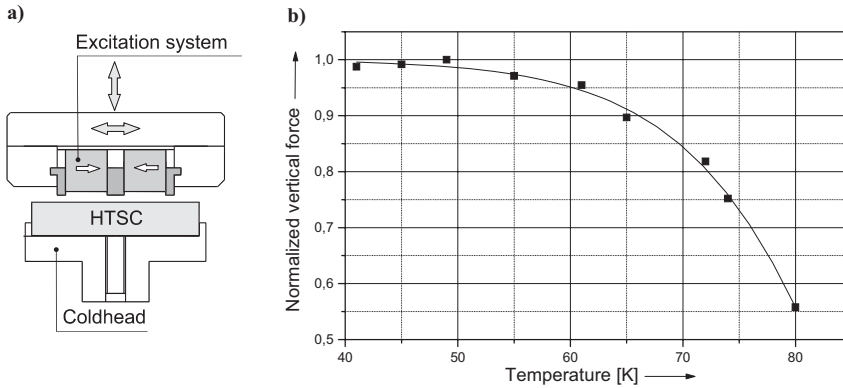 a)
Excitation system
HTSC
Coldhead
b)
Normalized vertical force
1,0
0,9
0,8
0,7
0,6
0,5
40 50 60 70 80
Temperature [K]